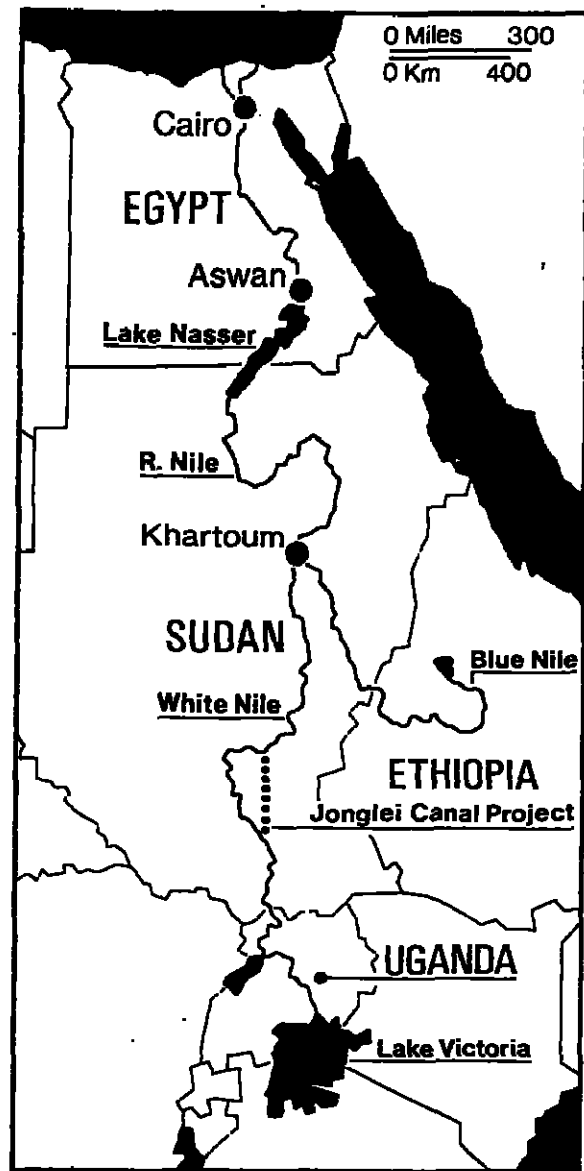 0 Miles 300
0 Km 400
Cairo
EGYPT
Aswan
Lake Nasser
R. Nile
Khartoum
SUDAN
Blue Nile
White Nile
ETHIOPIA
Jonglei Canal Project
UGANDA
Lake Victoria